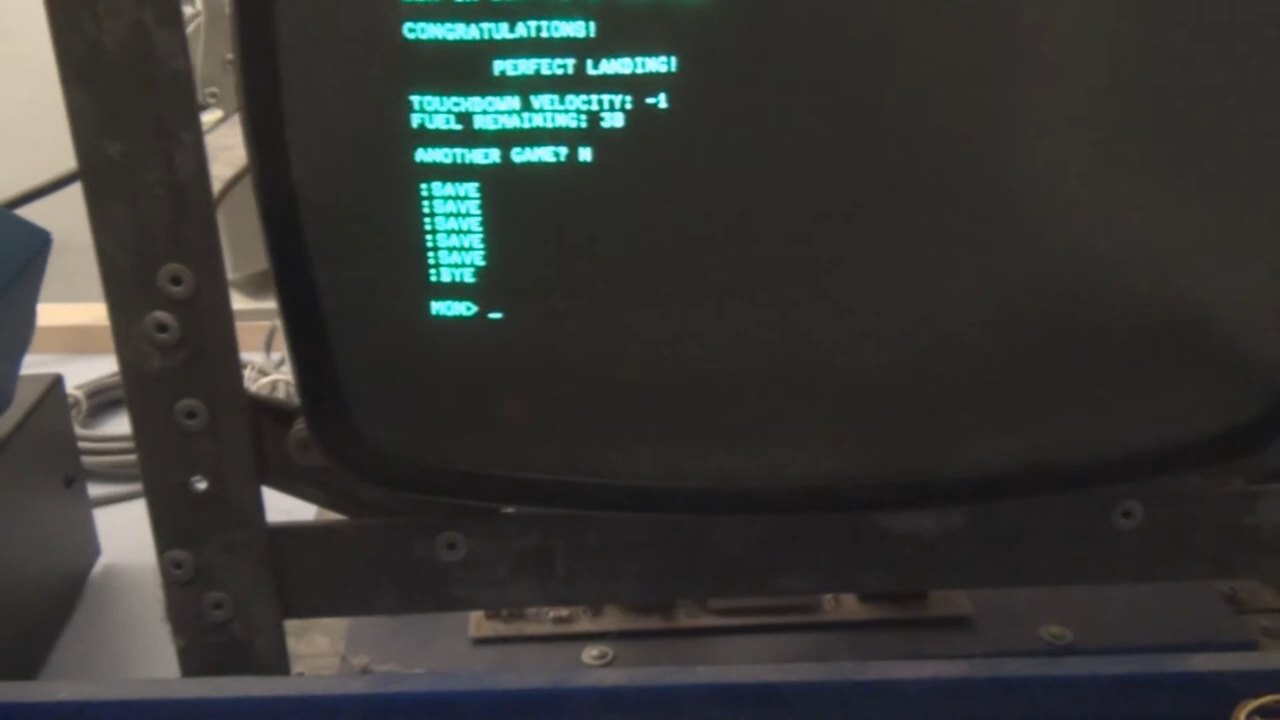 CONGRATULATIONS!
PERFECT LANDING!
TOUCHDOWN VELOCITY: -1
FUEL REMAINING: 38
ANOTHER GAME? N
:SAVE
:SAVE
:SAVE
:SAVE
:SAVE
:BYE
MON> _